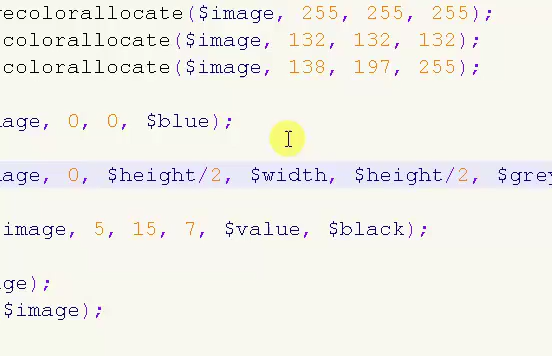 recolorallocate($image, 255, 255, 255);
colorallocate($image, 132, 132, 132);
colorallocate($image, 138, 197, 255);
age, 0, 0, $blue);
age, 0, $height/2, $width, $height/2, $grey
image, 5, 15, 7, $value, $black);
ge);
$image);